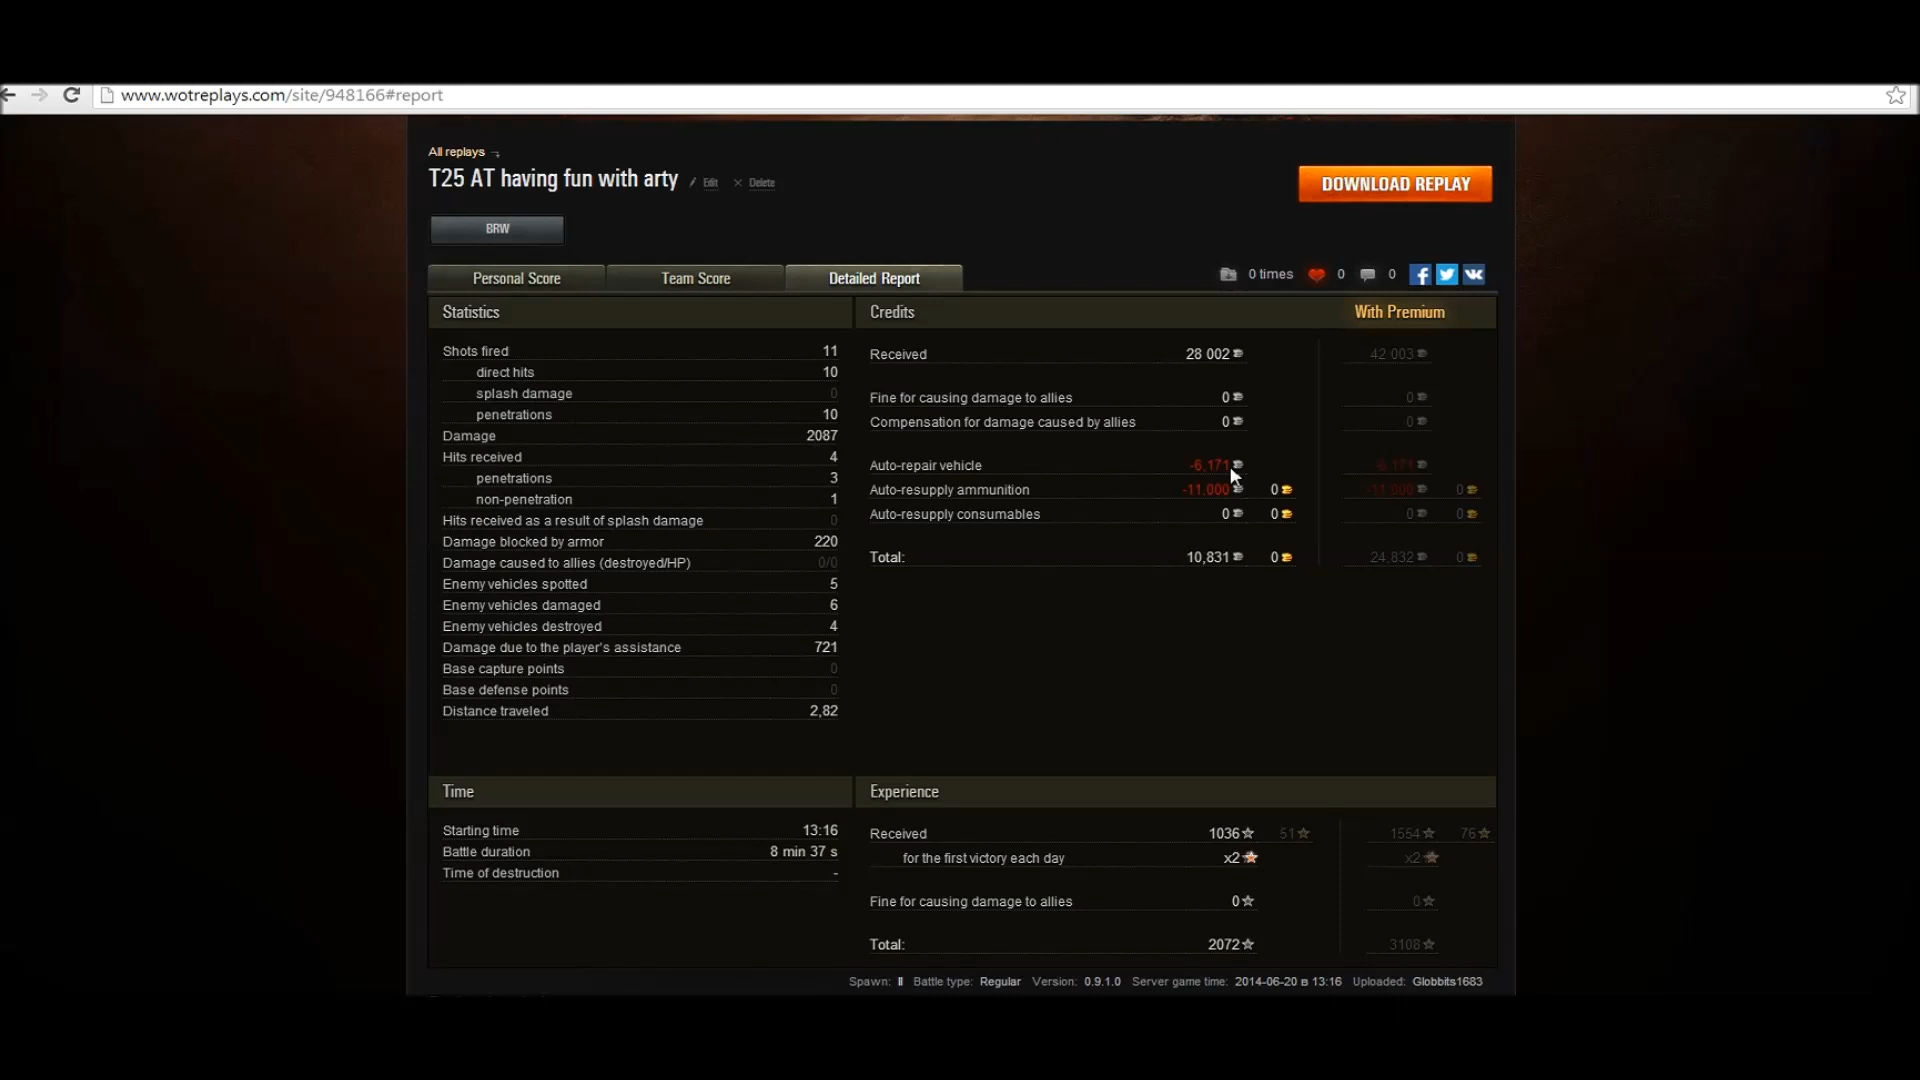 www.wotreplays.com/site/948166#report
All replays
T25 AT having fun with arty Edit Delete
DOWNLOAD REPLAY
BRW
Personal Score Team Score Detailed Report 0 times 0 0
Statistics
Shots fired 11
direct hits 10
splash damage 0
penetrations 10
Damage 2087
Hits received 4
penetrations 3
non-penetration 1
Hits received as a result of splash damage 0
Damage blocked by armor 220
Damage caused to allies (destroyed/HP) 0/0
Enemy vehicles spotted 5
Enemy vehicles damaged 6
Enemy vehicles destroyed 4
Damage due to the player's assistance 721
Base capture points 0
Base defense points 0
Distance traveled 2,82
Credits With Premium
Received 28 002 42 003
Fine for causing damage to allies 0 0
Compensation for damage caused by allies 0 0
Auto-repair vehicle -6,171 -6,171
Auto-resupply ammunition -11,000 0 -11,000 0
Auto-resupply consumables 0 0 0 0
Total: 10,831 0 24,832 0
Time
Starting time 13:16
Battle duration 8 min 37 s
Time of destruction -
Experience
Received 1036 51 1554 76
for the first victory each day x2 x2
Fine for causing damage to allies 0 0
Total: 2072 3108
Spawn: II Battle type: Regular Version: 0.9.1.0 Server game time: 2014-06-20 в 13:16 Uploaded: Globbits1683